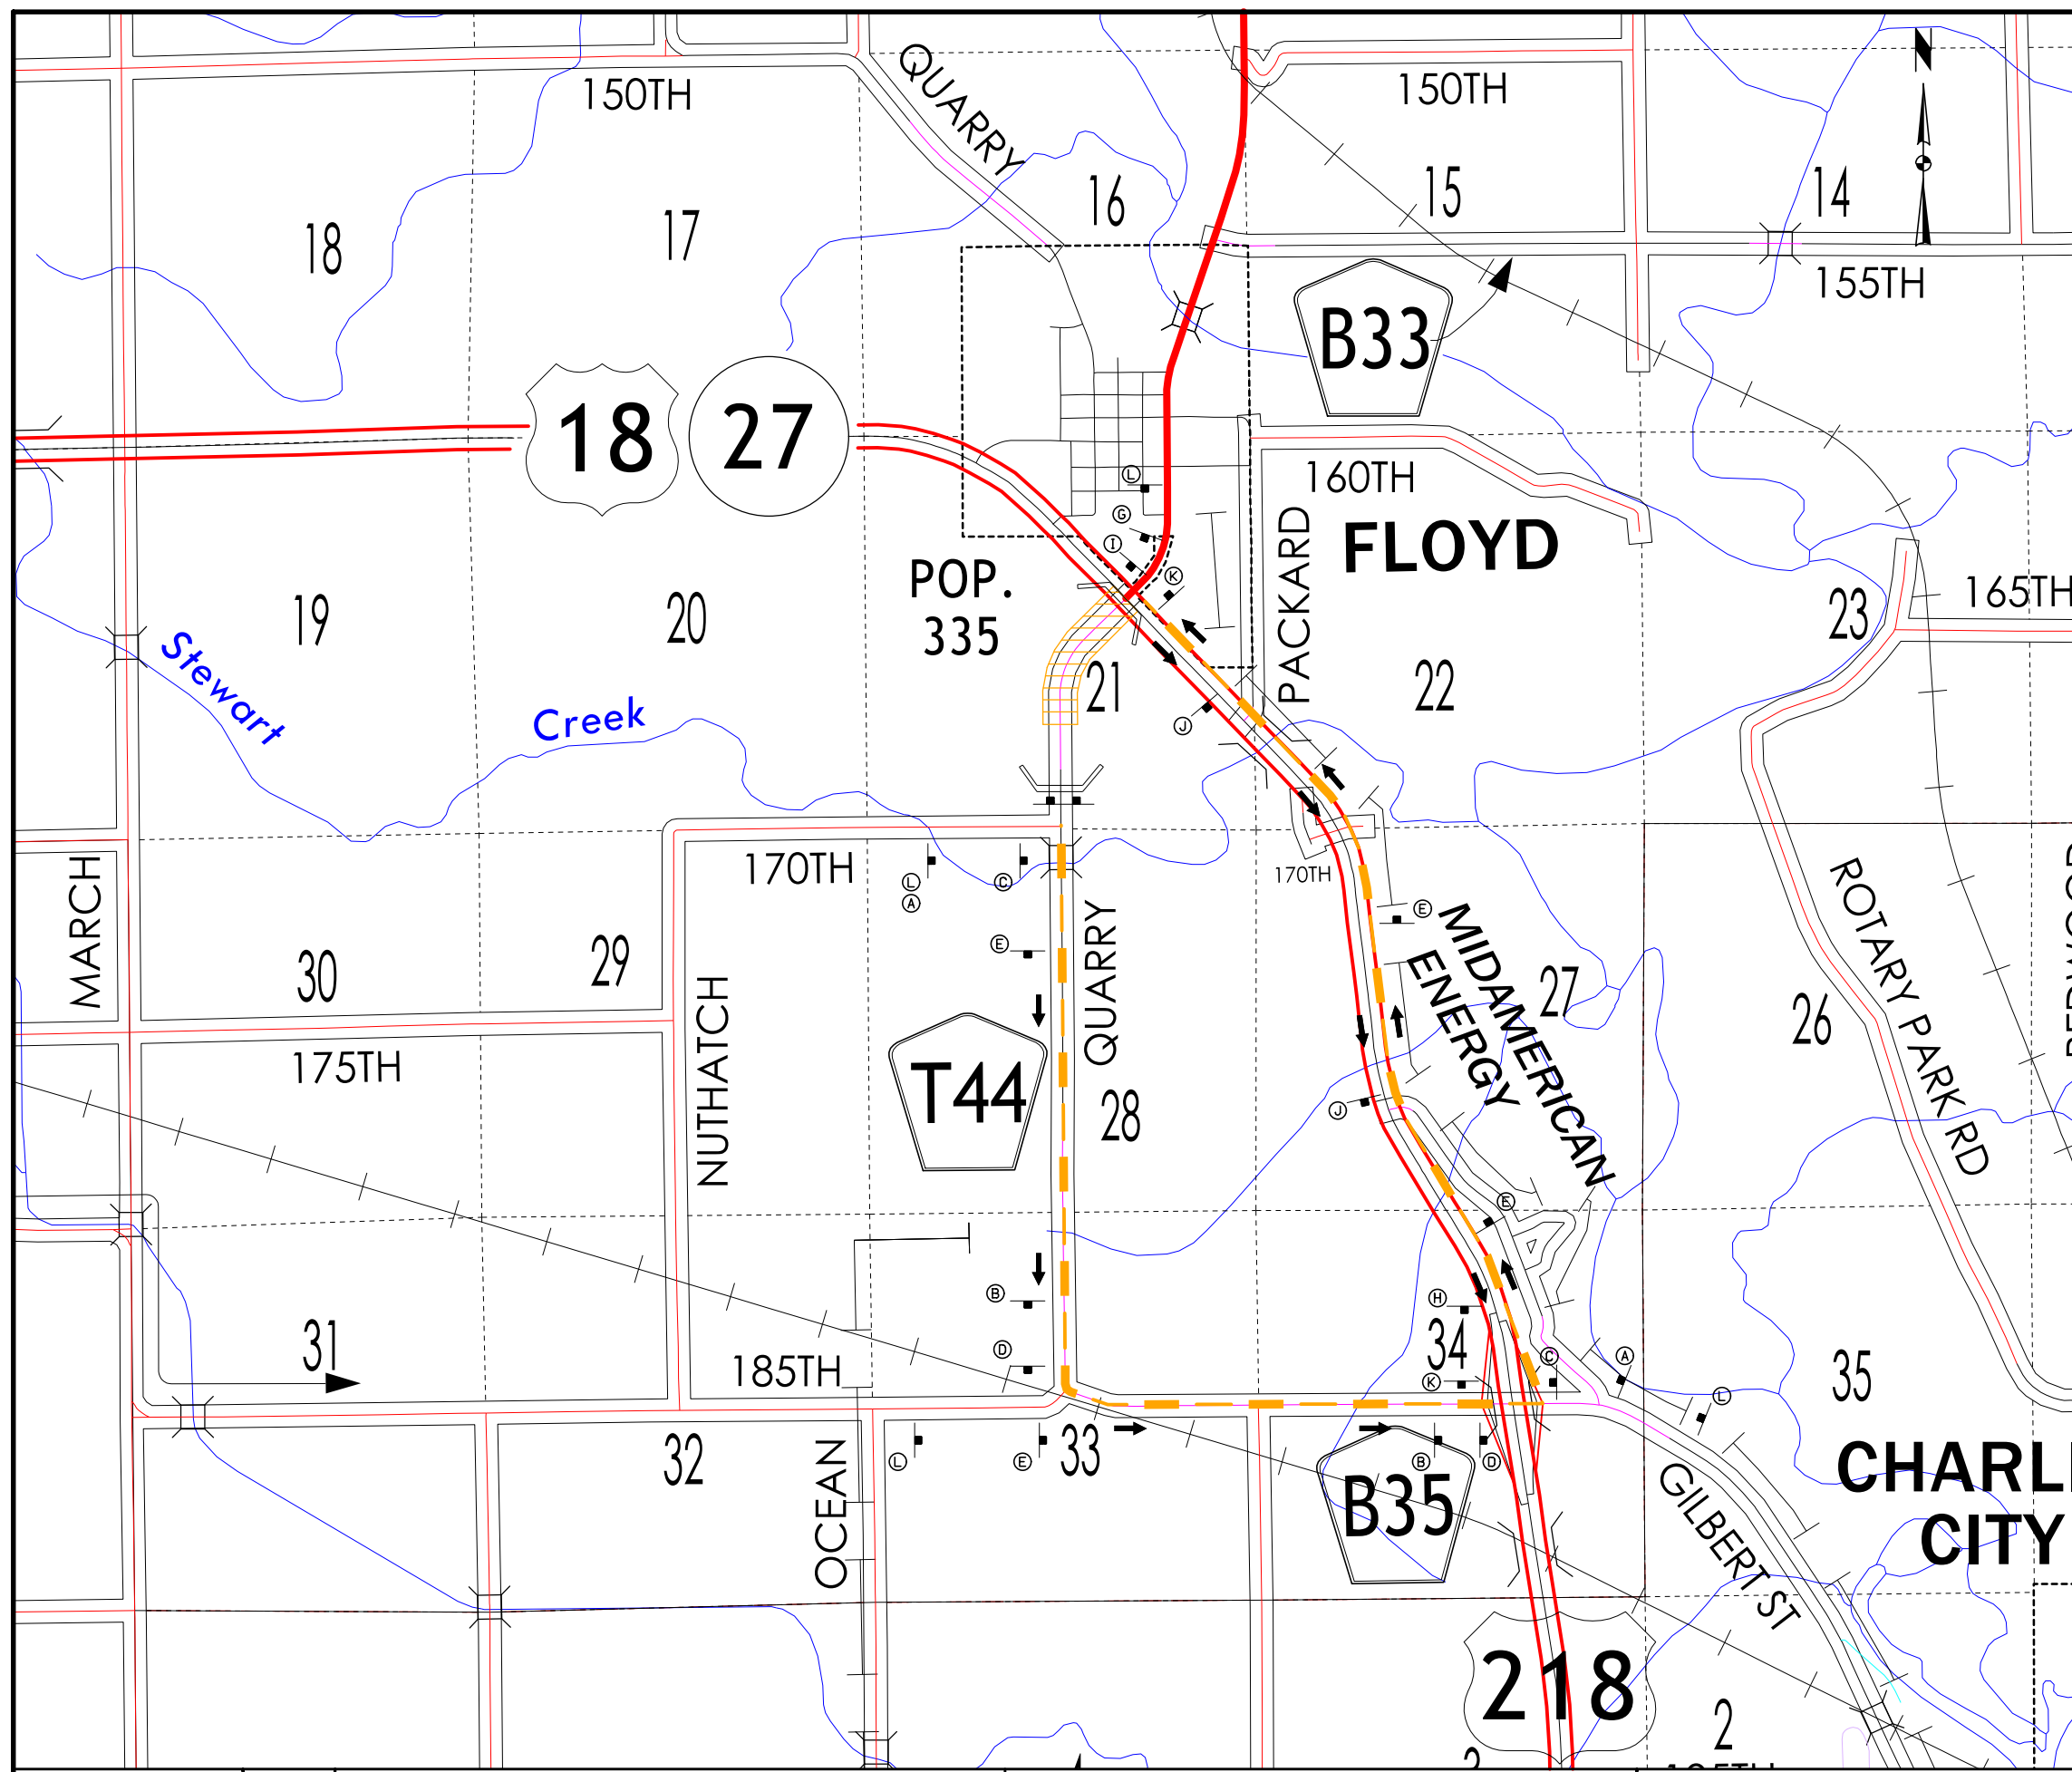 QUARRY
N
150TH
150TH
16
15
14
18
17
155TH
B33
18
27
160TH
L
G
I
K
PACKARD
FLOYD
POP.
335
19
20
21
22
23
165TH
Stewart
Creek
J
MARCH
170TH
170TH
L
A
C
E
E
QUARRY
MIDAMERICAN
ENERGY
ROTARY PARK RD
30
29
27
26
175TH
NUTHATCH
T44
28
J
E
B
H
31
D
34
C
A
185TH
K
L
35
32
OCEAN
L
E
33
B
D
B35
GILBERT ST
CHARL
CITY
218
2